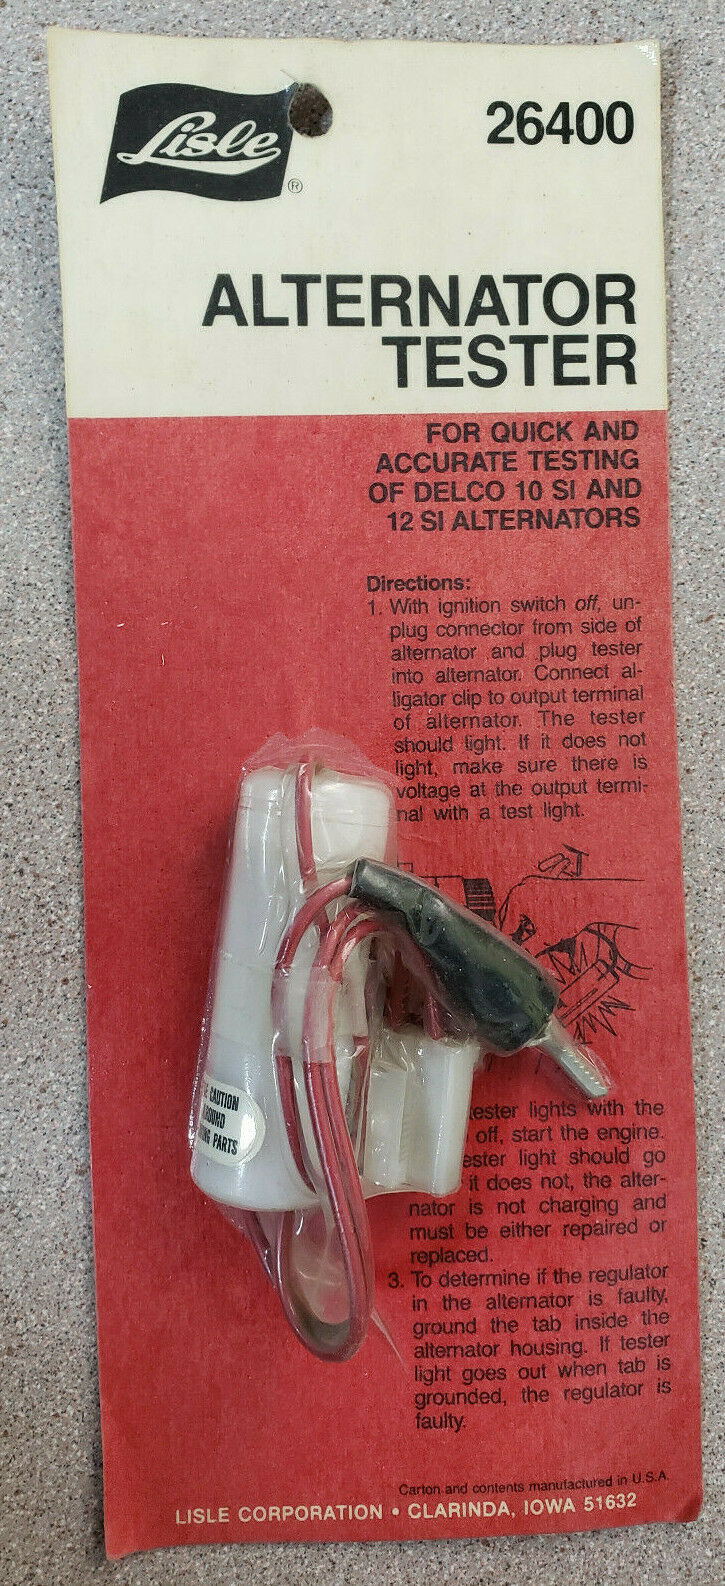 Lisle
®
26400
ALTERNATOR
TESTER
FOR QUICK AND
ACCURATE TESTING
OF DELCO 10 SI AND
12 SI ALTERNATORS
Directions:
1. With ignition switch off, un-
plug connector from side of
alternator and plug tester
into alternator. Connect al-
ligator clip to output terminal
of alternator. The tester
should light. If it does not
light, make sure there is
voltage at the output termi-
nal with a test light.
tester lights with the
off, start the engine.
ester light should go
it does not, the alter-
nator is not charging and
must be either repaired or
replaced.
3. To determine if the regulator
in the alternator is faulty,
ground the tab inside the
alternator housing. If tester
light goes out when tab is
grounded, the regulator is
faulty.
CAUTION
PARTS
Carton and contents manufactured in U.S.A.
LISLE CORPORATION • CLARINDA, IOWA 51632